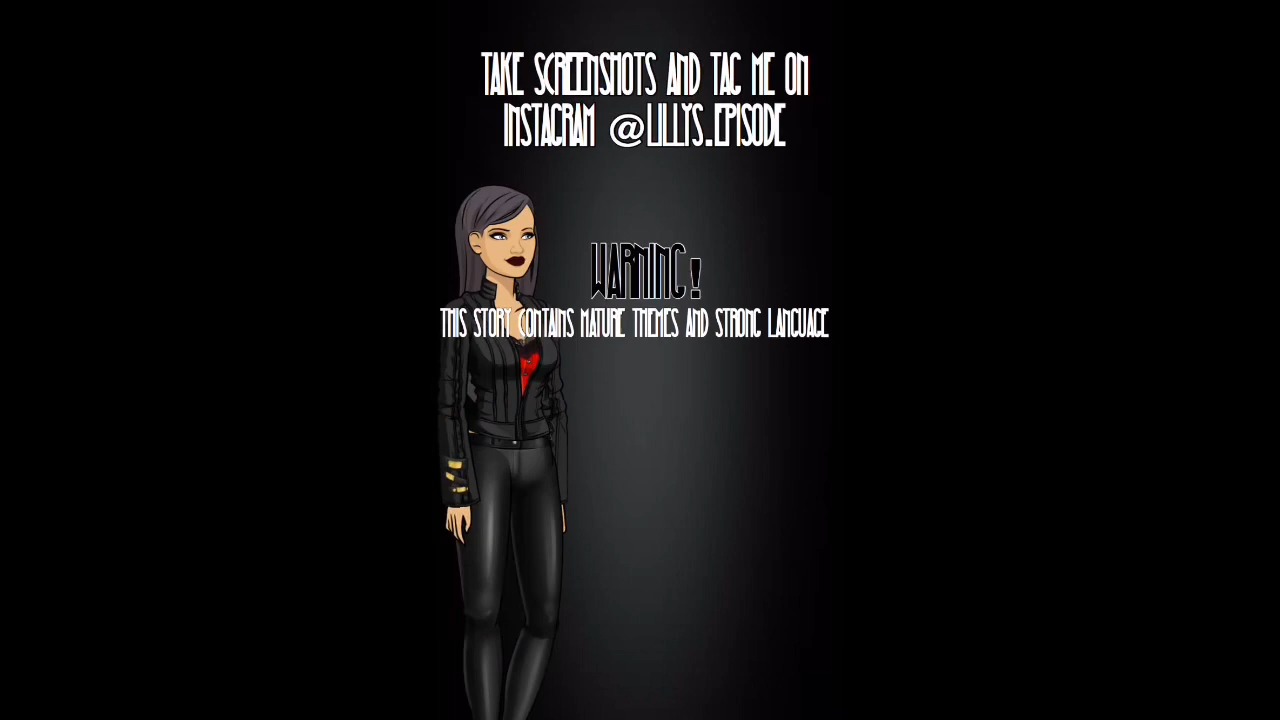 TAKE SCREENSHOTS AND TAG ME ON
INSTAGRAM @LILLYS.EPISODE
WARNING!
THIS STORY CONTAINS MATURE THEMES AND STRONG LANGUAGE